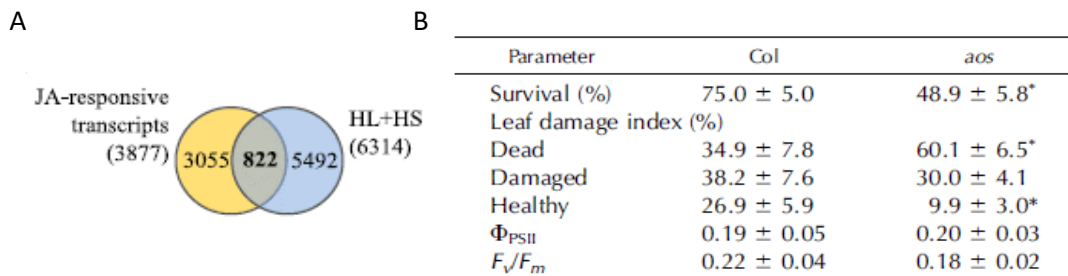 A
JA-responsive
transcripts
(3877)
3055 822 5492
HL+HS
(6314)
B
Parameter Col aos
Survival (%) 75.0 ± 5.0 48.9 ± 5.8*
Leaf damage index (%)
Dead 34.9 ± 7.8 60.1 ± 6.5*
Damaged 38.2 ± 7.6 30.0 ± 4.1
Healthy 26.9 ± 5.9 9.9 ± 3.0*
ΦPSII 0.19 ± 0.05 0.20 ± 0.03
Fv/Fm 0.22 ± 0.04 0.18 ± 0.02